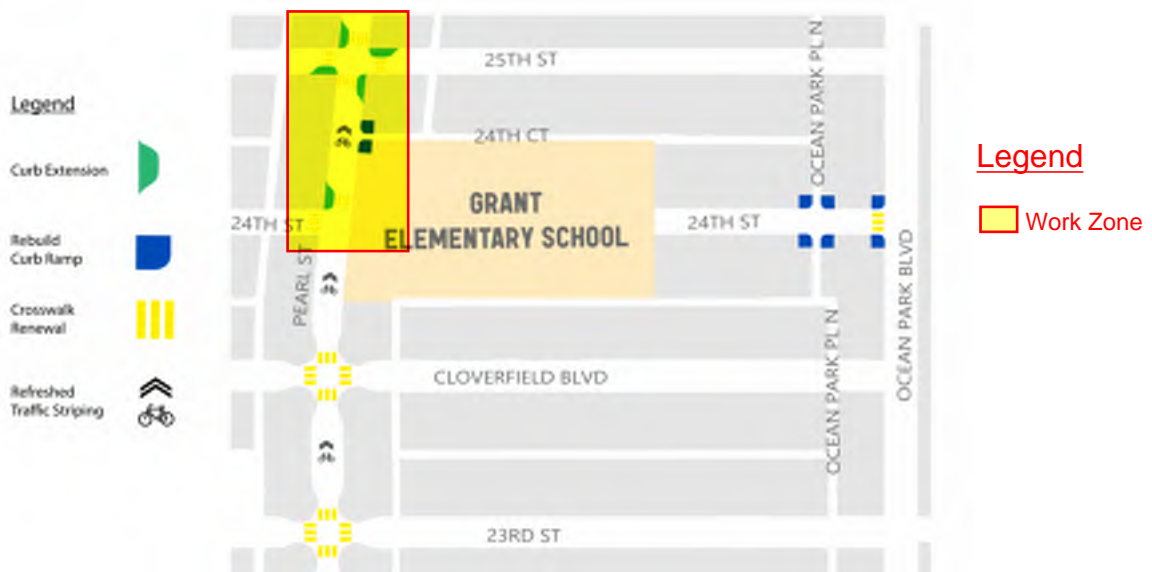 Legend
Curb Extension
Rebuild
Curb Ramp
Crosswalk
Renewal
Refreshed
Traffic Striping
25TH ST
OCEAN PARK PL N
24TH CT
GRANT
ELEMENTARY SCHOOL
24TH ST
24TH ST
PEARL ST
OCEAN PARK BLVD
OCEAN PARK PL N
CLOVERFIELD BLVD
23RD ST
Legend
Work Zone